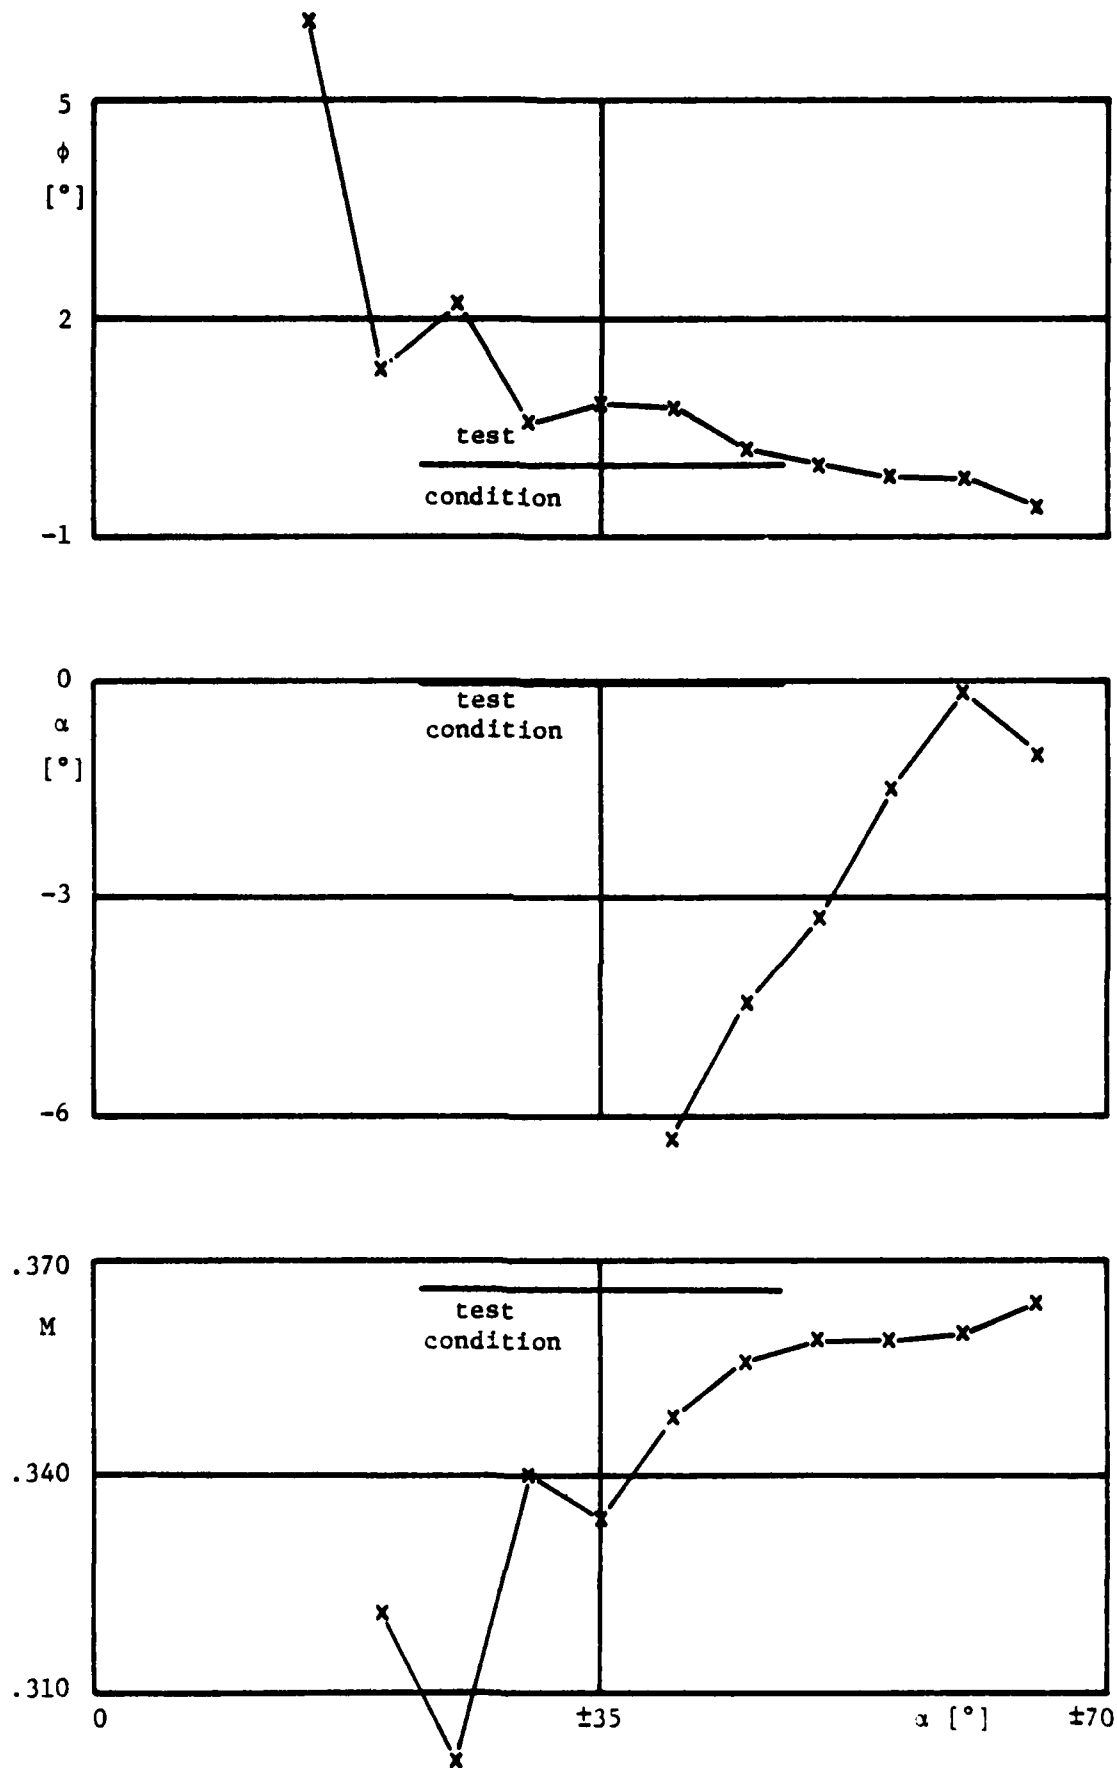 5
ϕ
[°]
2
test
condition
-1
0
α
[°]
test
condition
-3
-6
.370
M
test
condition
.340
.310
0 ±35 α [°] ±70